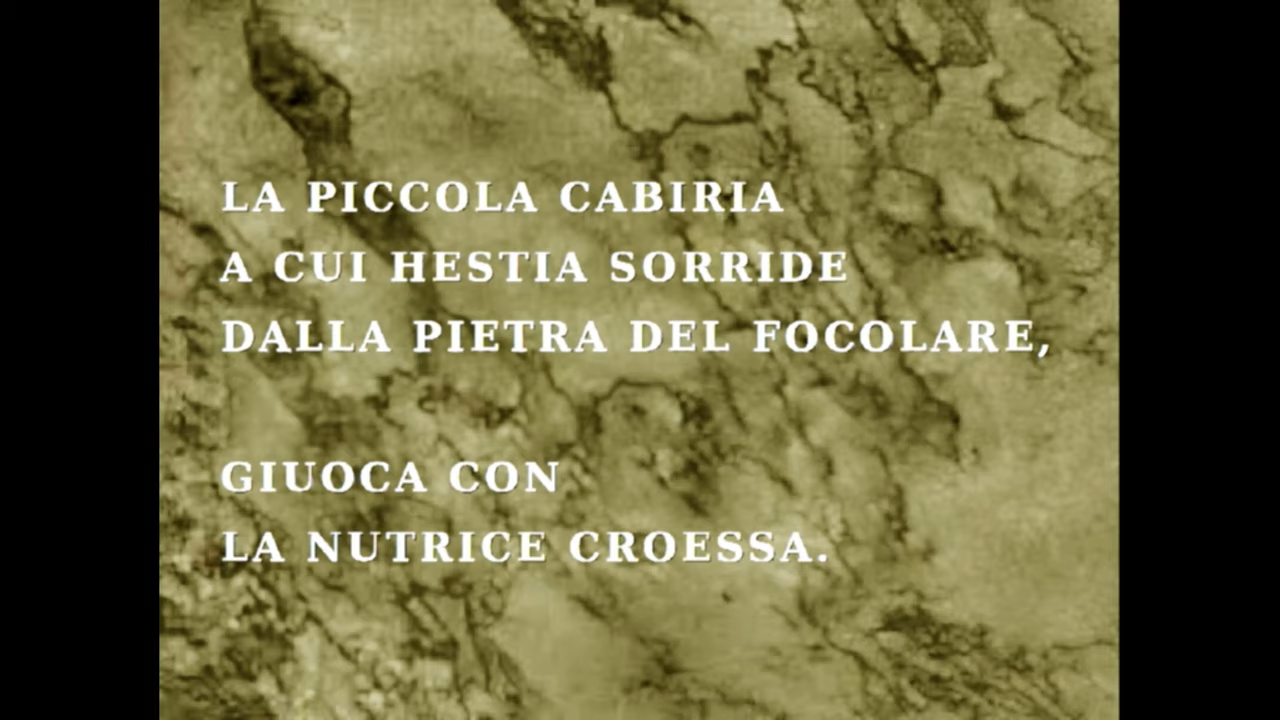 LA PICCOLA CABIRIA
A CUI HESTIA SORRIDE
DALLA PIETRA DEL FOCOLARE,
GIUOCA CON
LA NUTRICE CROESSA.